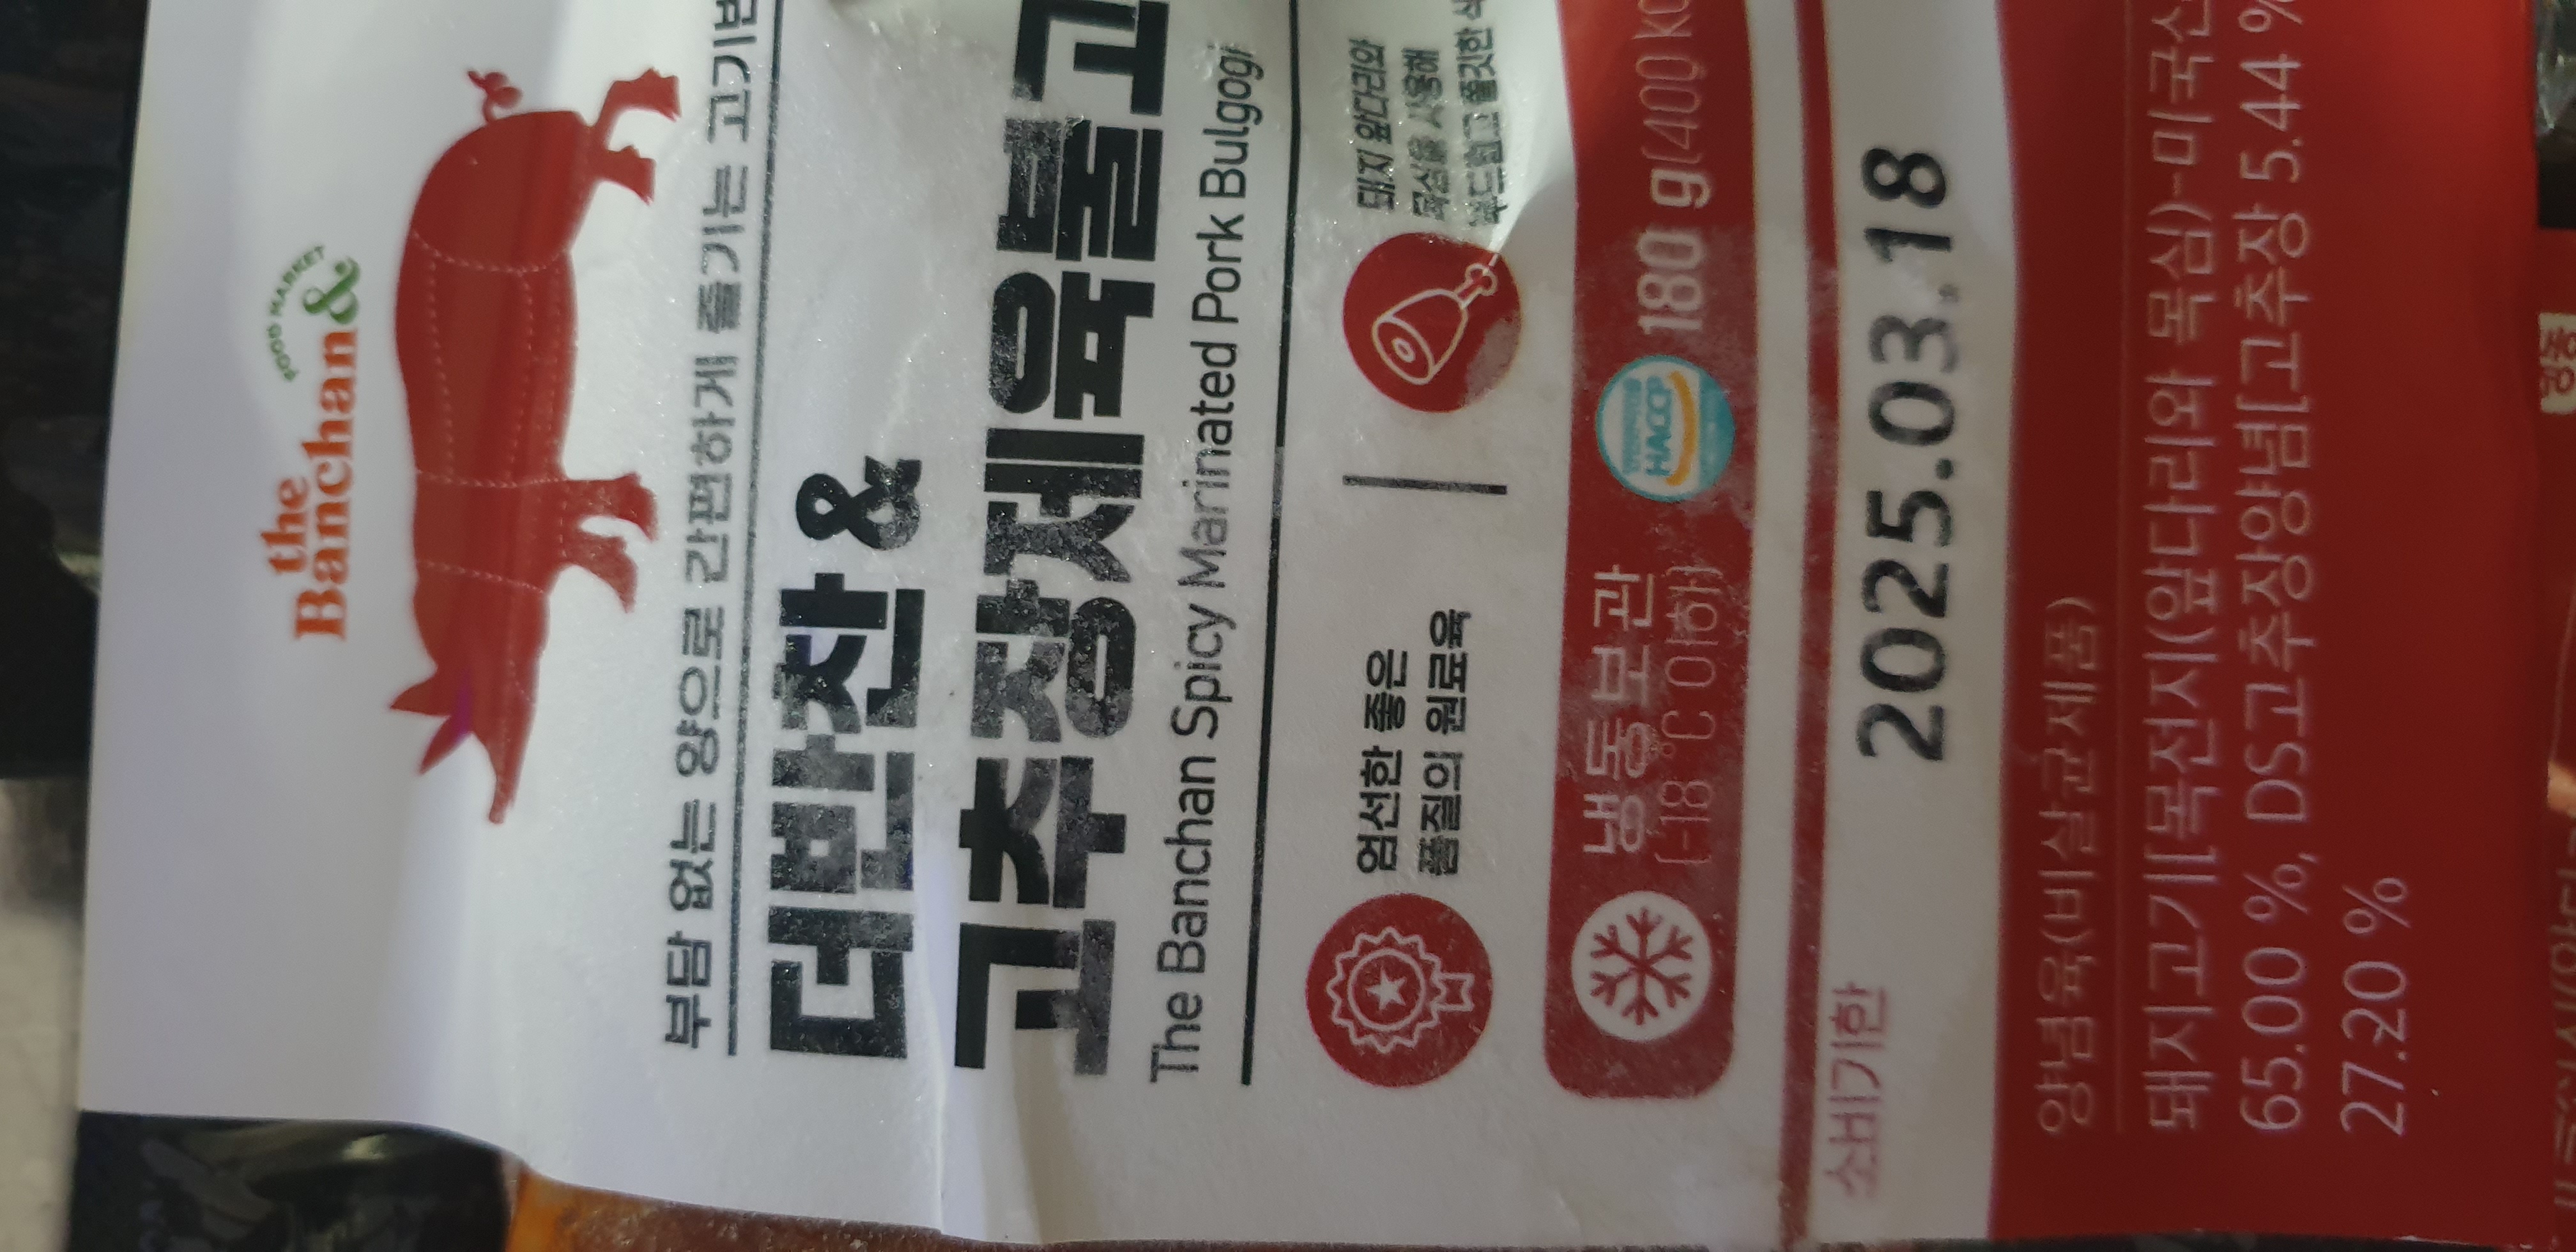 FOOD MARKET
the
Banchan &
부담 없는 양으로 간편하게 즐기는
더반찬 &
고추장제육불고
The Banchan Spicy Marinated Pork Bulgogi
엄선한 좋은
품질의 원료육
돼지 앞다리와
목심을 사용해
부드럽고 쫄깃한
냉동보관
(-18 ℃ 이하)
HACCP
180 g(400 kc
소비기한
2025.03.18
양념육(비살균제품)
돼지고기[목전지(앞다리와 목심)-미국산
65.00 %, DS고추장양념[고추장 5.44 %
27.20 %